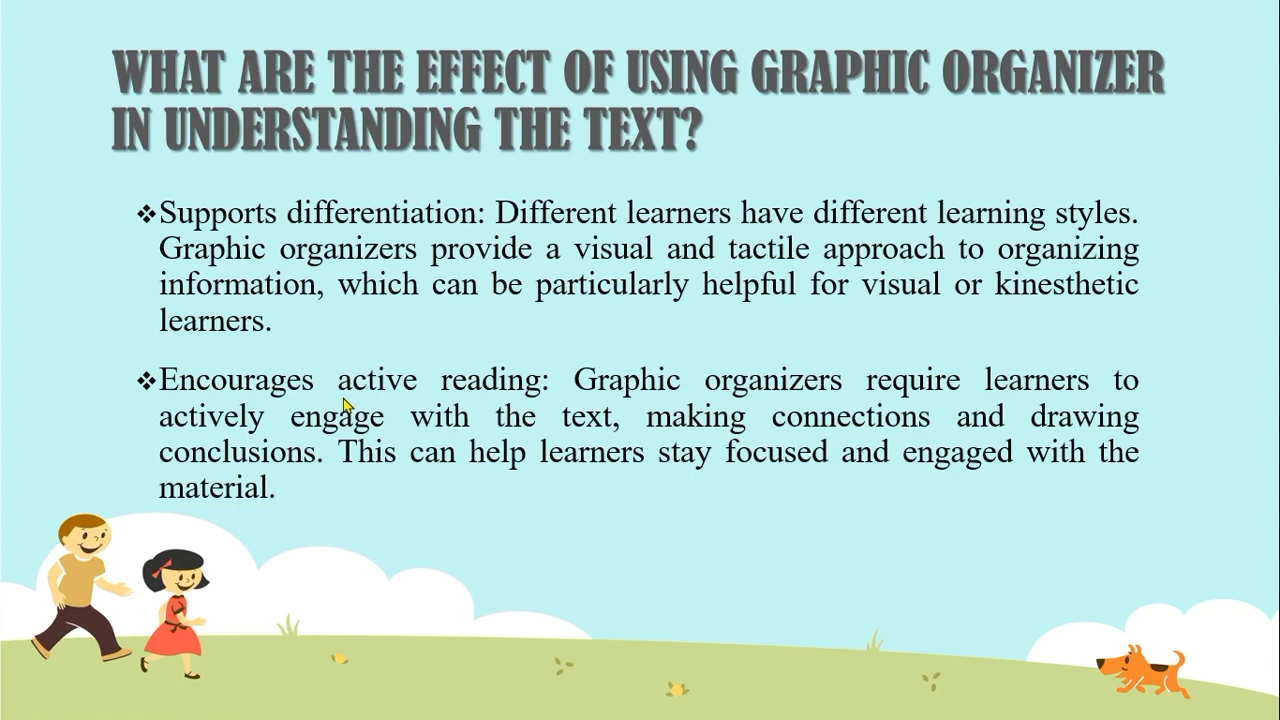 WHAT ARE THE EFFECT OF USING GRAPHIC ORGANIZER
IN UNDERSTANDING THE TEXT?
❖Supports differentiation: Different learners have different learning styles.
Graphic organizers provide a visual and tactile approach to organizing
information, which can be particularly helpful for visual or kinesthetic
learners.
❖Encourages active reading: Graphic organizers require learners to
actively engage with the text, making connections and drawing
conclusions. This can help learners stay focused and engaged with the
material.